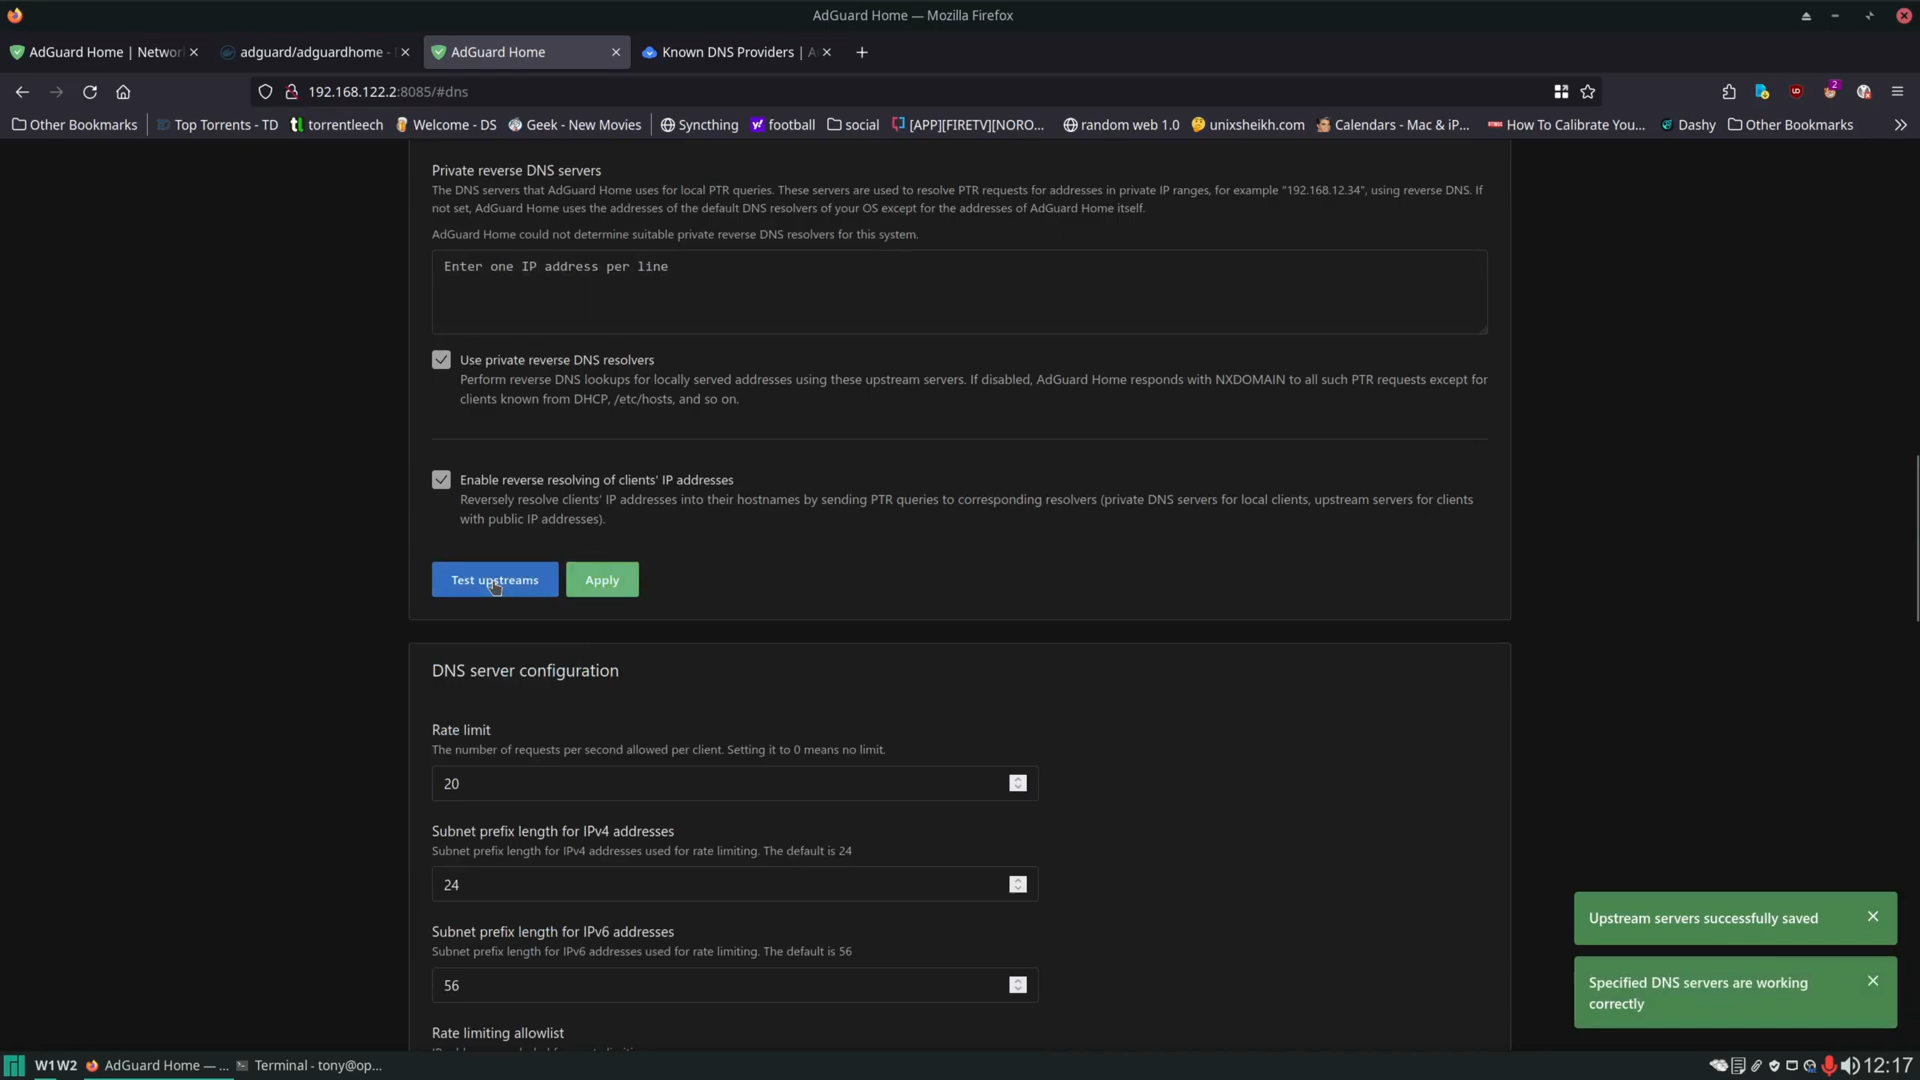 AdGuard Home — Mozilla Firefox
AdGuard Home | Networ
adguard/adguardhome -
AdGuard Home
Known DNS Providers | A
192.168.122.2:8085/#dns
2
Other Bookmarks
Top Torrents - TD
torrentleech
Welcome - DS
Geek - New Movies
Syncthing
football
social
[APP][FIRETV][NORO...
random web 1.0
unixsheikh.com
Calendars - Mac & iP...
How To Calibrate You...
Dashy
Other Bookmarks
Private reverse DNS servers
The DNS servers that AdGuard Home uses for local PTR queries. These servers are used to resolve PTR requests for addresses in private IP ranges, for example "192.168.12.34", using reverse DNS. If
not set, AdGuard Home uses the addresses of the default DNS resolvers of your OS except for the addresses of AdGuard Home itself.
AdGuard Home could not determine suitable private reverse DNS resolvers for this system.
Enter one IP address per line
Use private reverse DNS resolvers
Perform reverse DNS lookups for locally served addresses using these upstream servers. If disabled, AdGuard Home responds with NXDOMAIN to all such PTR requests except for
clients known from DHCP, /etc/hosts, and so on.
Enable reverse resolving of clients' IP addresses
Reversely resolve clients' IP addresses into their hostnames by sending PTR queries to corresponding resolvers (private DNS servers for local clients, upstream servers for clients
with public IP addresses).
Test upstreams
Apply
DNS server configuration
Rate limit
The number of requests per second allowed per client. Setting it to 0 means no limit.
20
Subnet prefix length for IPv4 addresses
Subnet prefix length for IPv4 addresses used for rate limiting. The default is 24
24
Subnet prefix length for IPv6 addresses
Subnet prefix length for IPv6 addresses used for rate limiting. The default is 56
56
Rate limiting allowlist
Upstream servers successfully saved
Specified DNS servers are working
correctly
W1W2
AdGuard Home — ...
Terminal - tony@op...
12:17